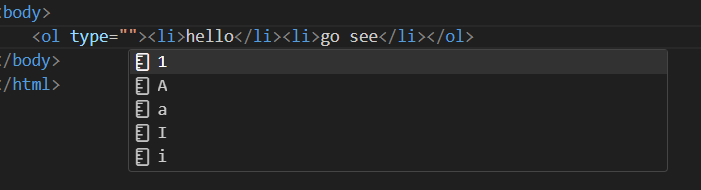 body>
<ol type=""><li>hello</li><li>go see</li></ol>
/body>
/html>
1
A
a
I
i